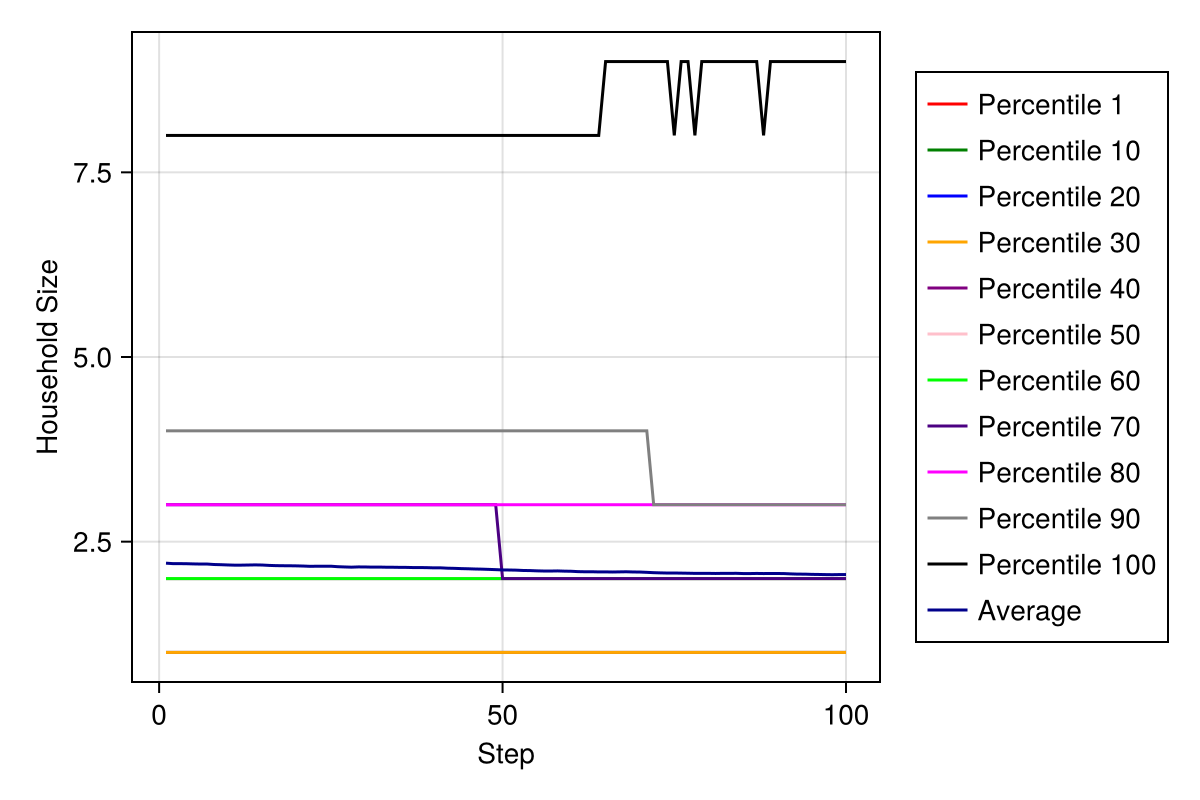 7.5
5.0
2.5
Household Size
0
50
100
Step
Percentile 1
Percentile 10
Percentile 20
Percentile 30
Percentile 40
Percentile 50
Percentile 60
Percentile 70
Percentile 80
Percentile 90
Percentile 100
Average